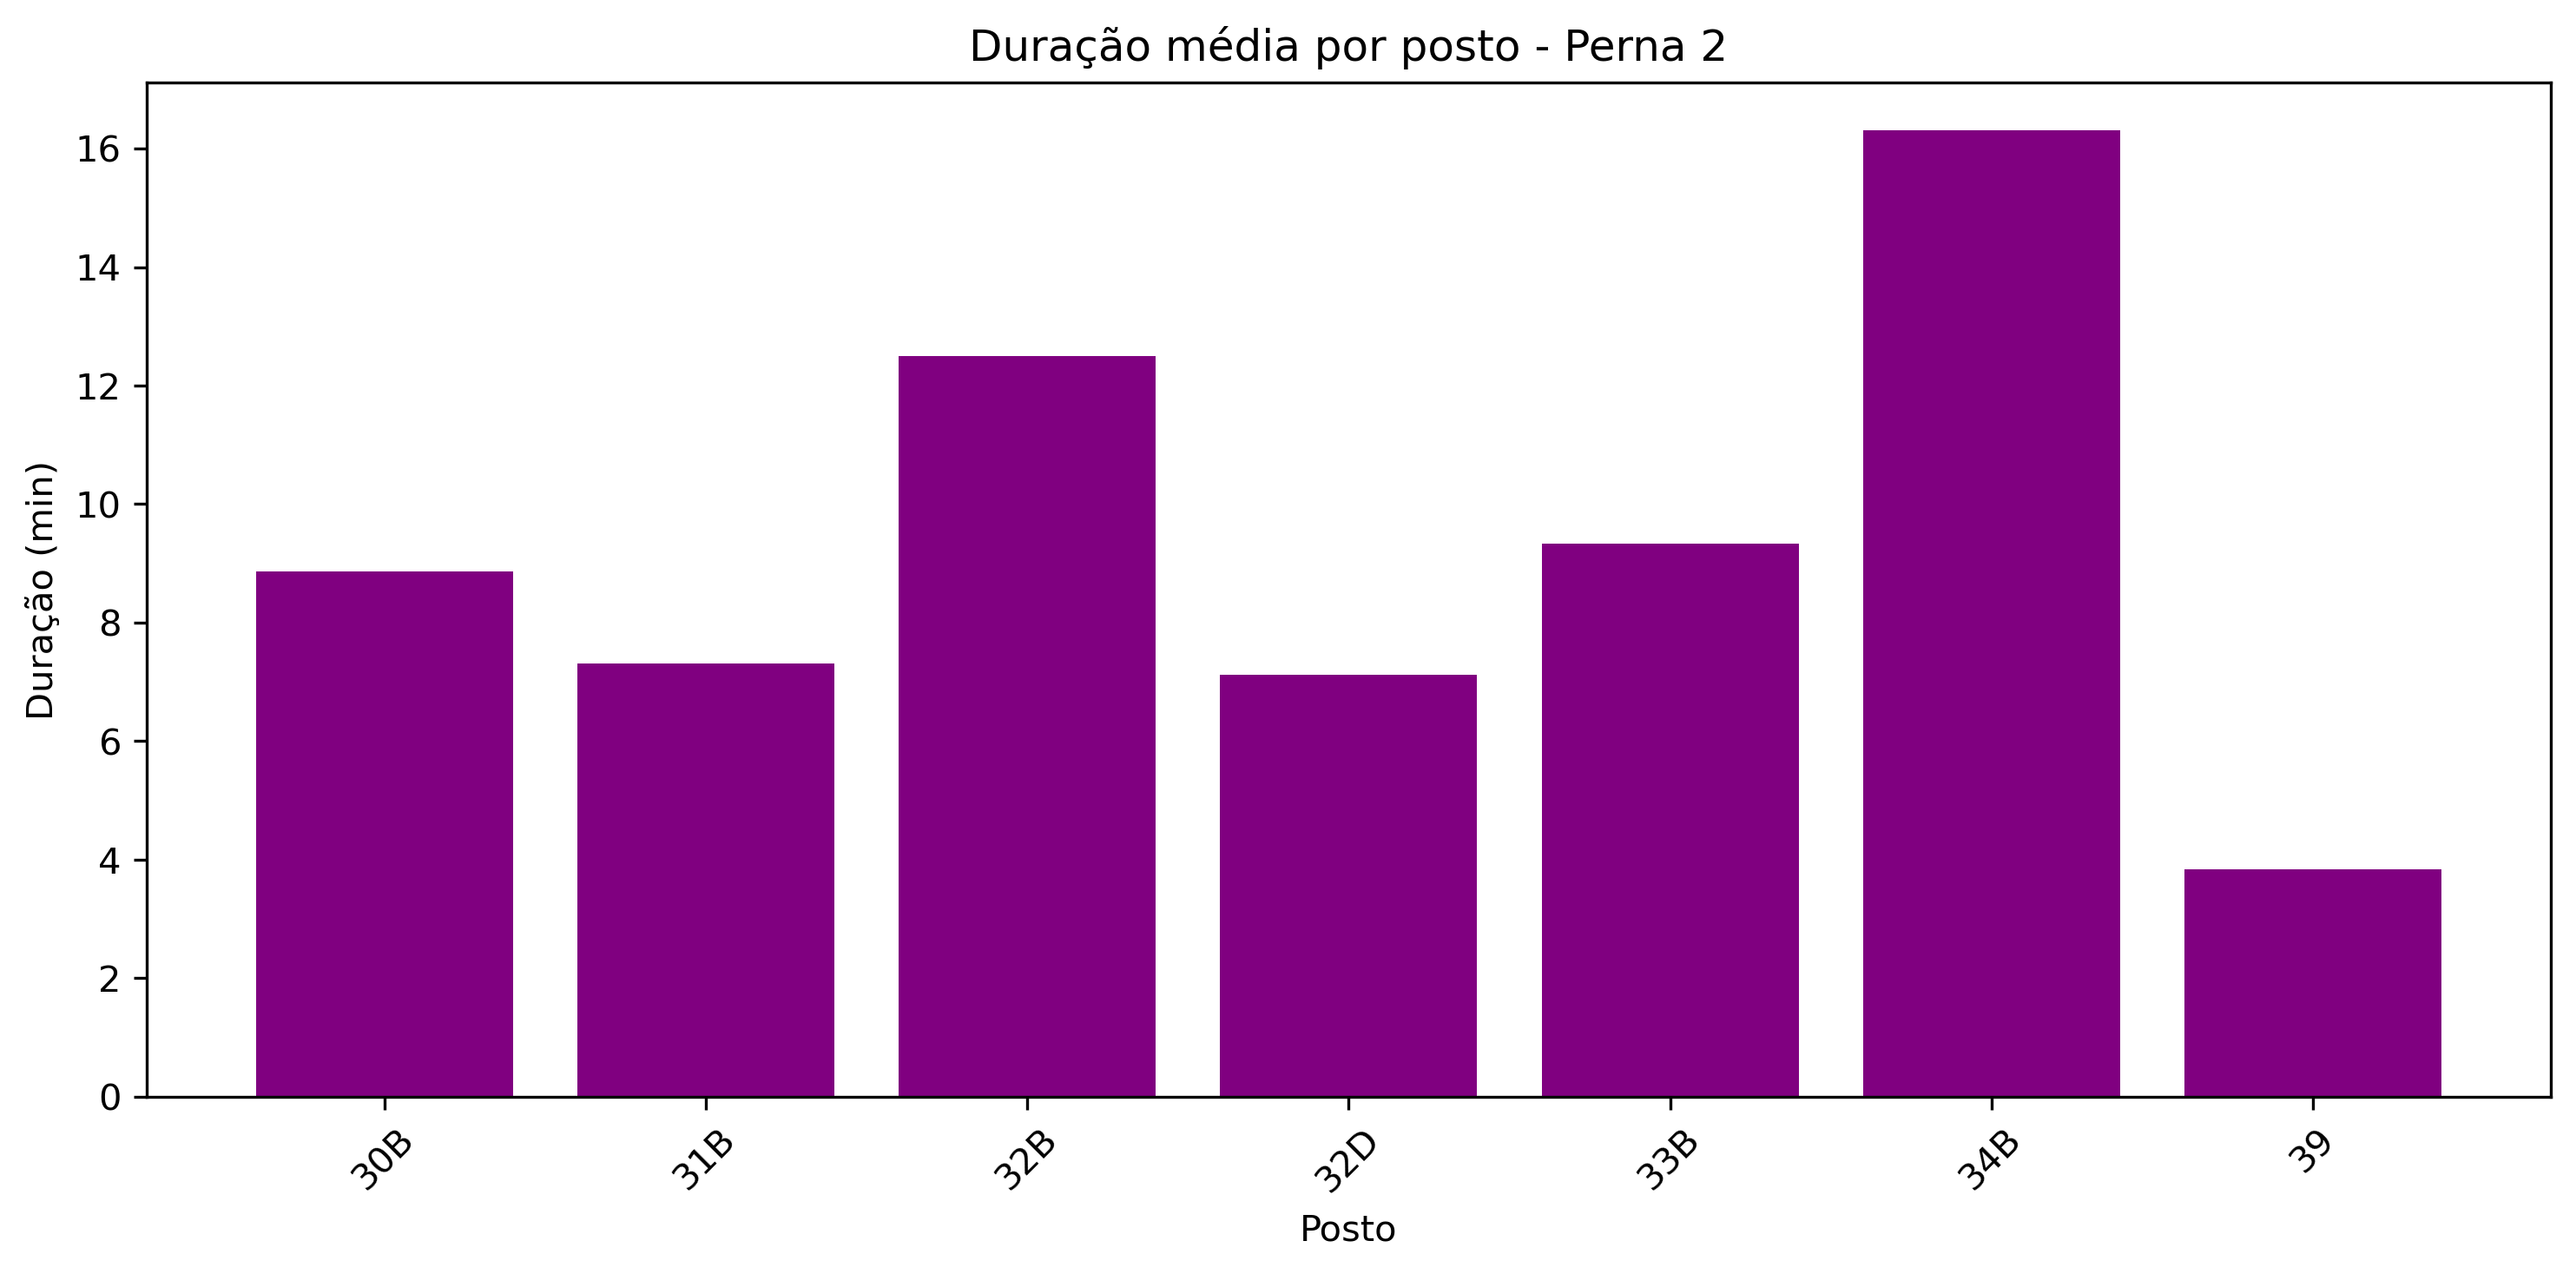 Duração média por posto - Perna 2
Duração (min)
16
14
12
10
8
6
4
2
0
30B
31B
32B
32D
33B
34B
39
Posto